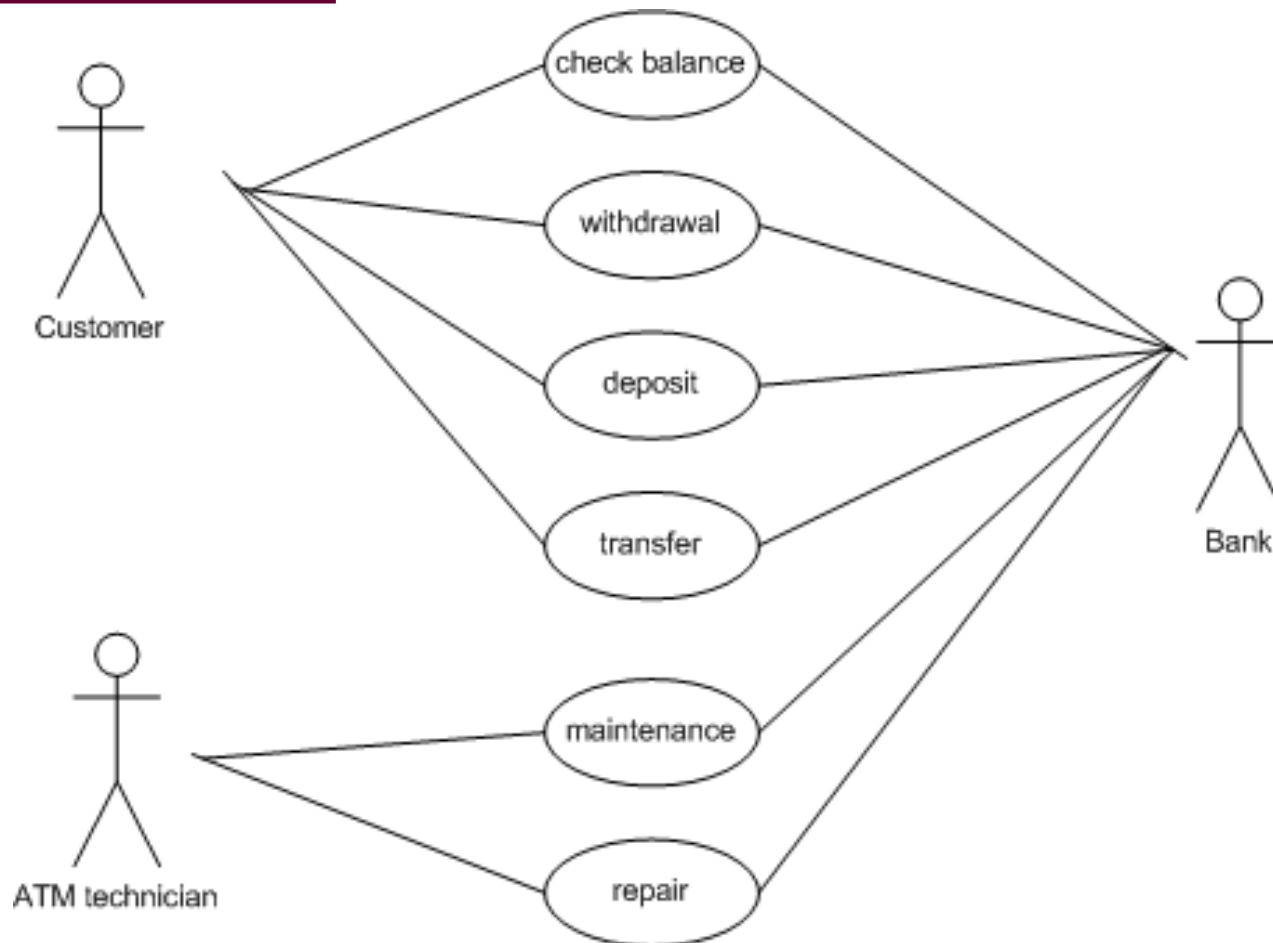 check balance
withdrawal
Customer
deposit
transfer
Bank
maintenance
ATM technician
repair